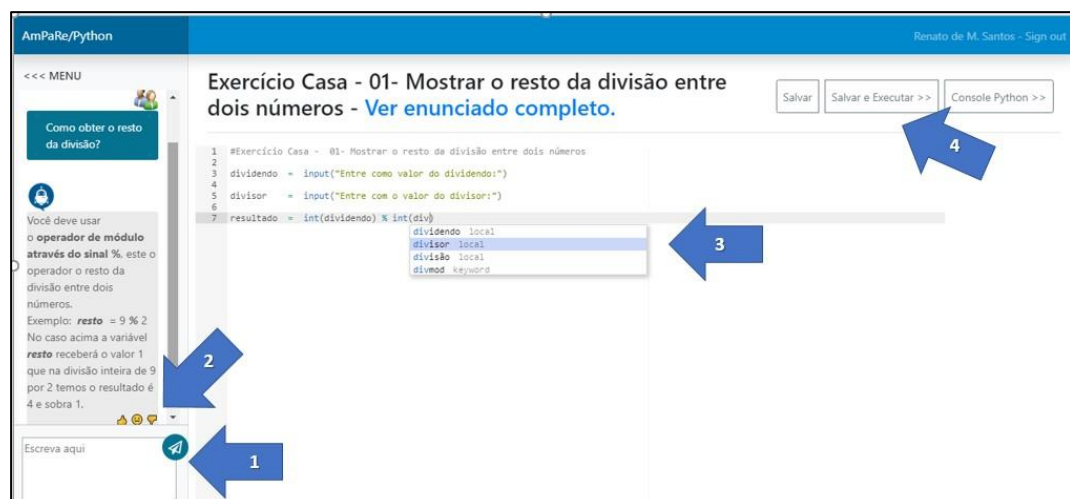 AmPaRe/Python
Renato de M. Santos - Sign out
<<< MENU
Como obter o resto
da divisão?
Você deve usar
o operador de módulo
através do sinal %, este o
operador o resto da
divisão entre dois
números.
Exemplo: resto = 9 % 2
No caso acima a variável
resto receberá o valor 1
que na divisão inteira de 9
por 2 temos o resultado é
4 e sobra 1.
2
Escreva aqui
1
Exercício Casa - 01- Mostrar o resto da divisão entre
dois números - Ver enunciado completo.
Salvar
Salvar e Executar >>
Console Python >>
4
1 #Exercício Casa - 01- Mostrar o resto da divisão entre dois números
2
3 dividendo = input("Entre como valor do dividendo:")
4
5 divisor = input("Entre com o valor do divisor:")
6
7 resultado = int(dividendo) % int(div)
dividendo local
divisor local
divisão local
divmod keyword
3